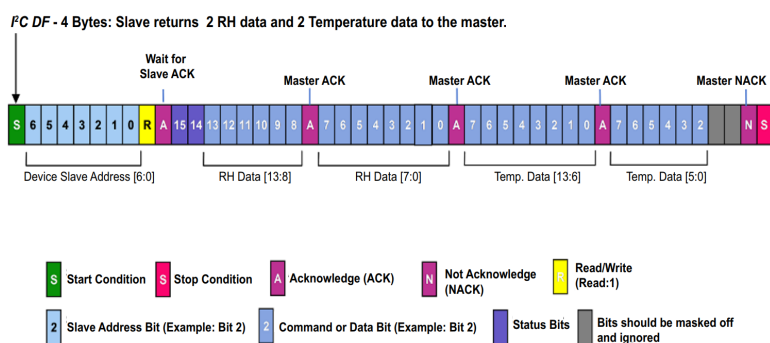 I²C DF - 4 Bytes: Slave returns 2 RH data and 2 Temperature data to the master.
Wait for
Slave ACK
Master ACK
Master ACK
Master ACK
Master NACK
S 6 5 4 3 2 1 0 R A 15 14 13 12 11 10 9 8 A 7 6 5 4 3 2 1 0 A 7 6 5 4 3 2 1 0 A 7 6 5 4 3 2 N S
Device Slave Address [6:0]
RH Data [13:8]
RH Data [7:0]
Temp. Data [13:6]
Temp. Data [5:0]
S Start Condition
S Stop Condition
A Acknowledge (ACK)
N Not Acknowledge
(NACK)
R Read/Write
(Read:1)
2 Slave Address Bit (Example: Bit 2)
2 Command or Data Bit (Example: Bit 2)
Status Bits
Bits should be masked off
and ignored